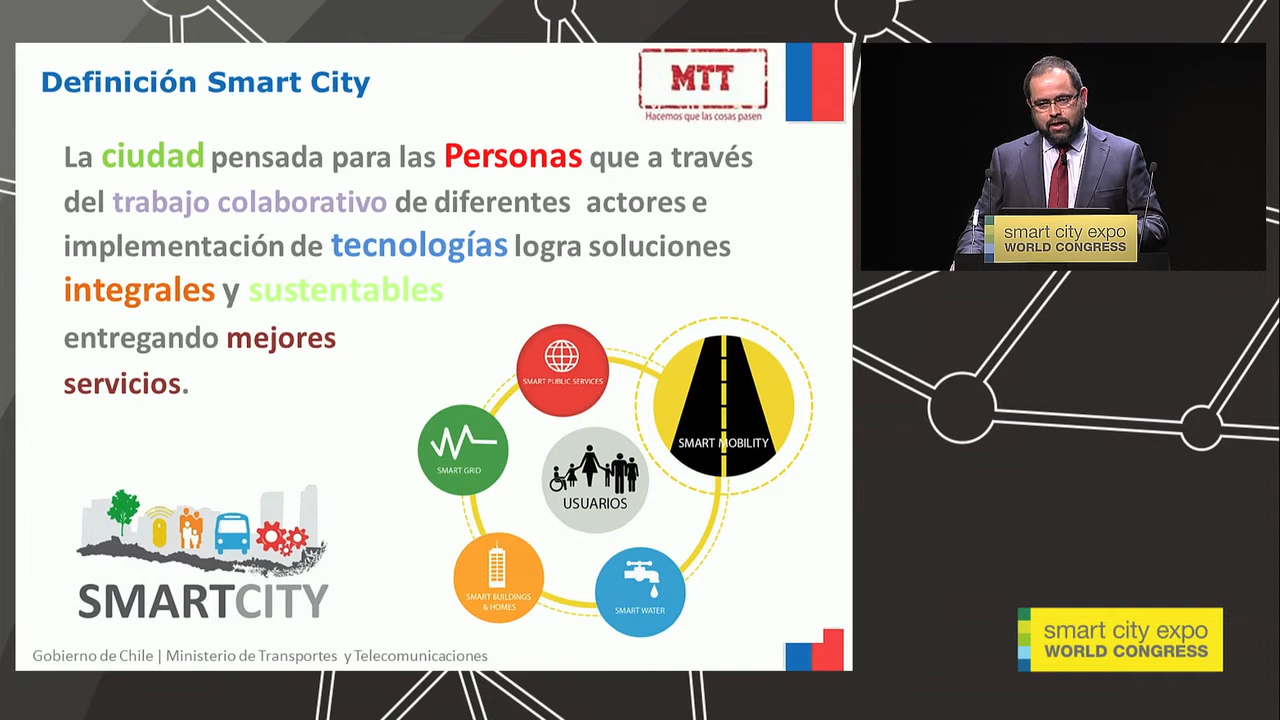 Definición Smart City
MTT
Hacemos que las cosas pasen
La ciudad pensada para las Personas que a través
del trabajo colaborativo de diferentes actores e
implementación de tecnologías logra soluciones
integrales y sustentables
entregando mejores
servicios.
SMART PUBLIC SERVICES
SMART MOBILITY
SMART GRID
USUARIOS
SMART BUILDINGS
& HOMES
SMART WATER
SMARTCITY
Gobierno de Chile | Ministerio de Transportes y Telecomunicaciones
smart city expo
WORLD CONGRESS
smart city expo
WORLD CONGRESS